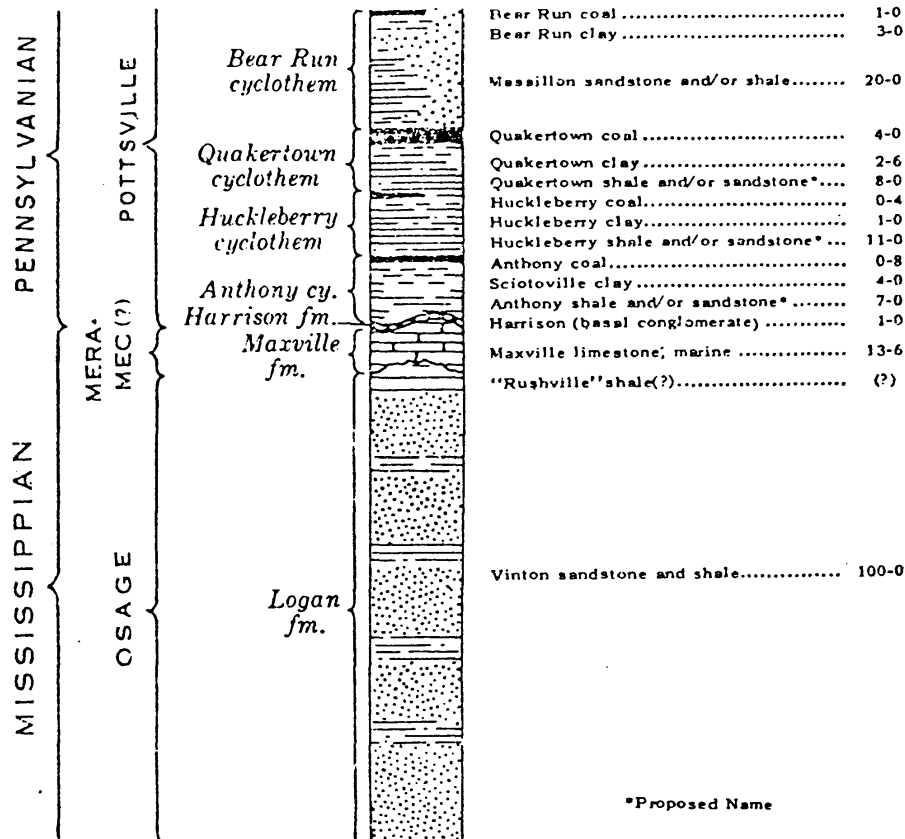 PENNSYLVANIAN
MISSISSIPPIAN
POTTSVILLE
MERA-
MEC(?)
OSAGE
Bear Run
cyclothem
Quakertown
cyclothem
Huckleberry
cyclothem
Anthony cy.
Harrison fm.
Maxville
fm.
Logan
fm.
Bear Run coal .................... 1-0
Bear Run clay .................... 3-0
Massillon sandstone and/or shale........ 20-0
Quakertown coal .................... 4-0
Quakertown clay .................... 2-6
Quakertown shale and/or sandstone*.... 8-0
Huckleberry coal .................... 0-4
Huckleberry clay .................... 1-0
Huckleberry shale and/or sandstone* ... 11-0
Anthony coal.................... 0-8
Sciotoville clay .................... 4-0
Anthony shale and/or sandstone* ....... 7-0
Harrison (basal conglomerate) .......... 1-0
Maxville limestone, marine ............. 13-6
"Rushville" shale(?).................... (?)
Vinton sandstone and shale.............. 100-0
*Proposed Name